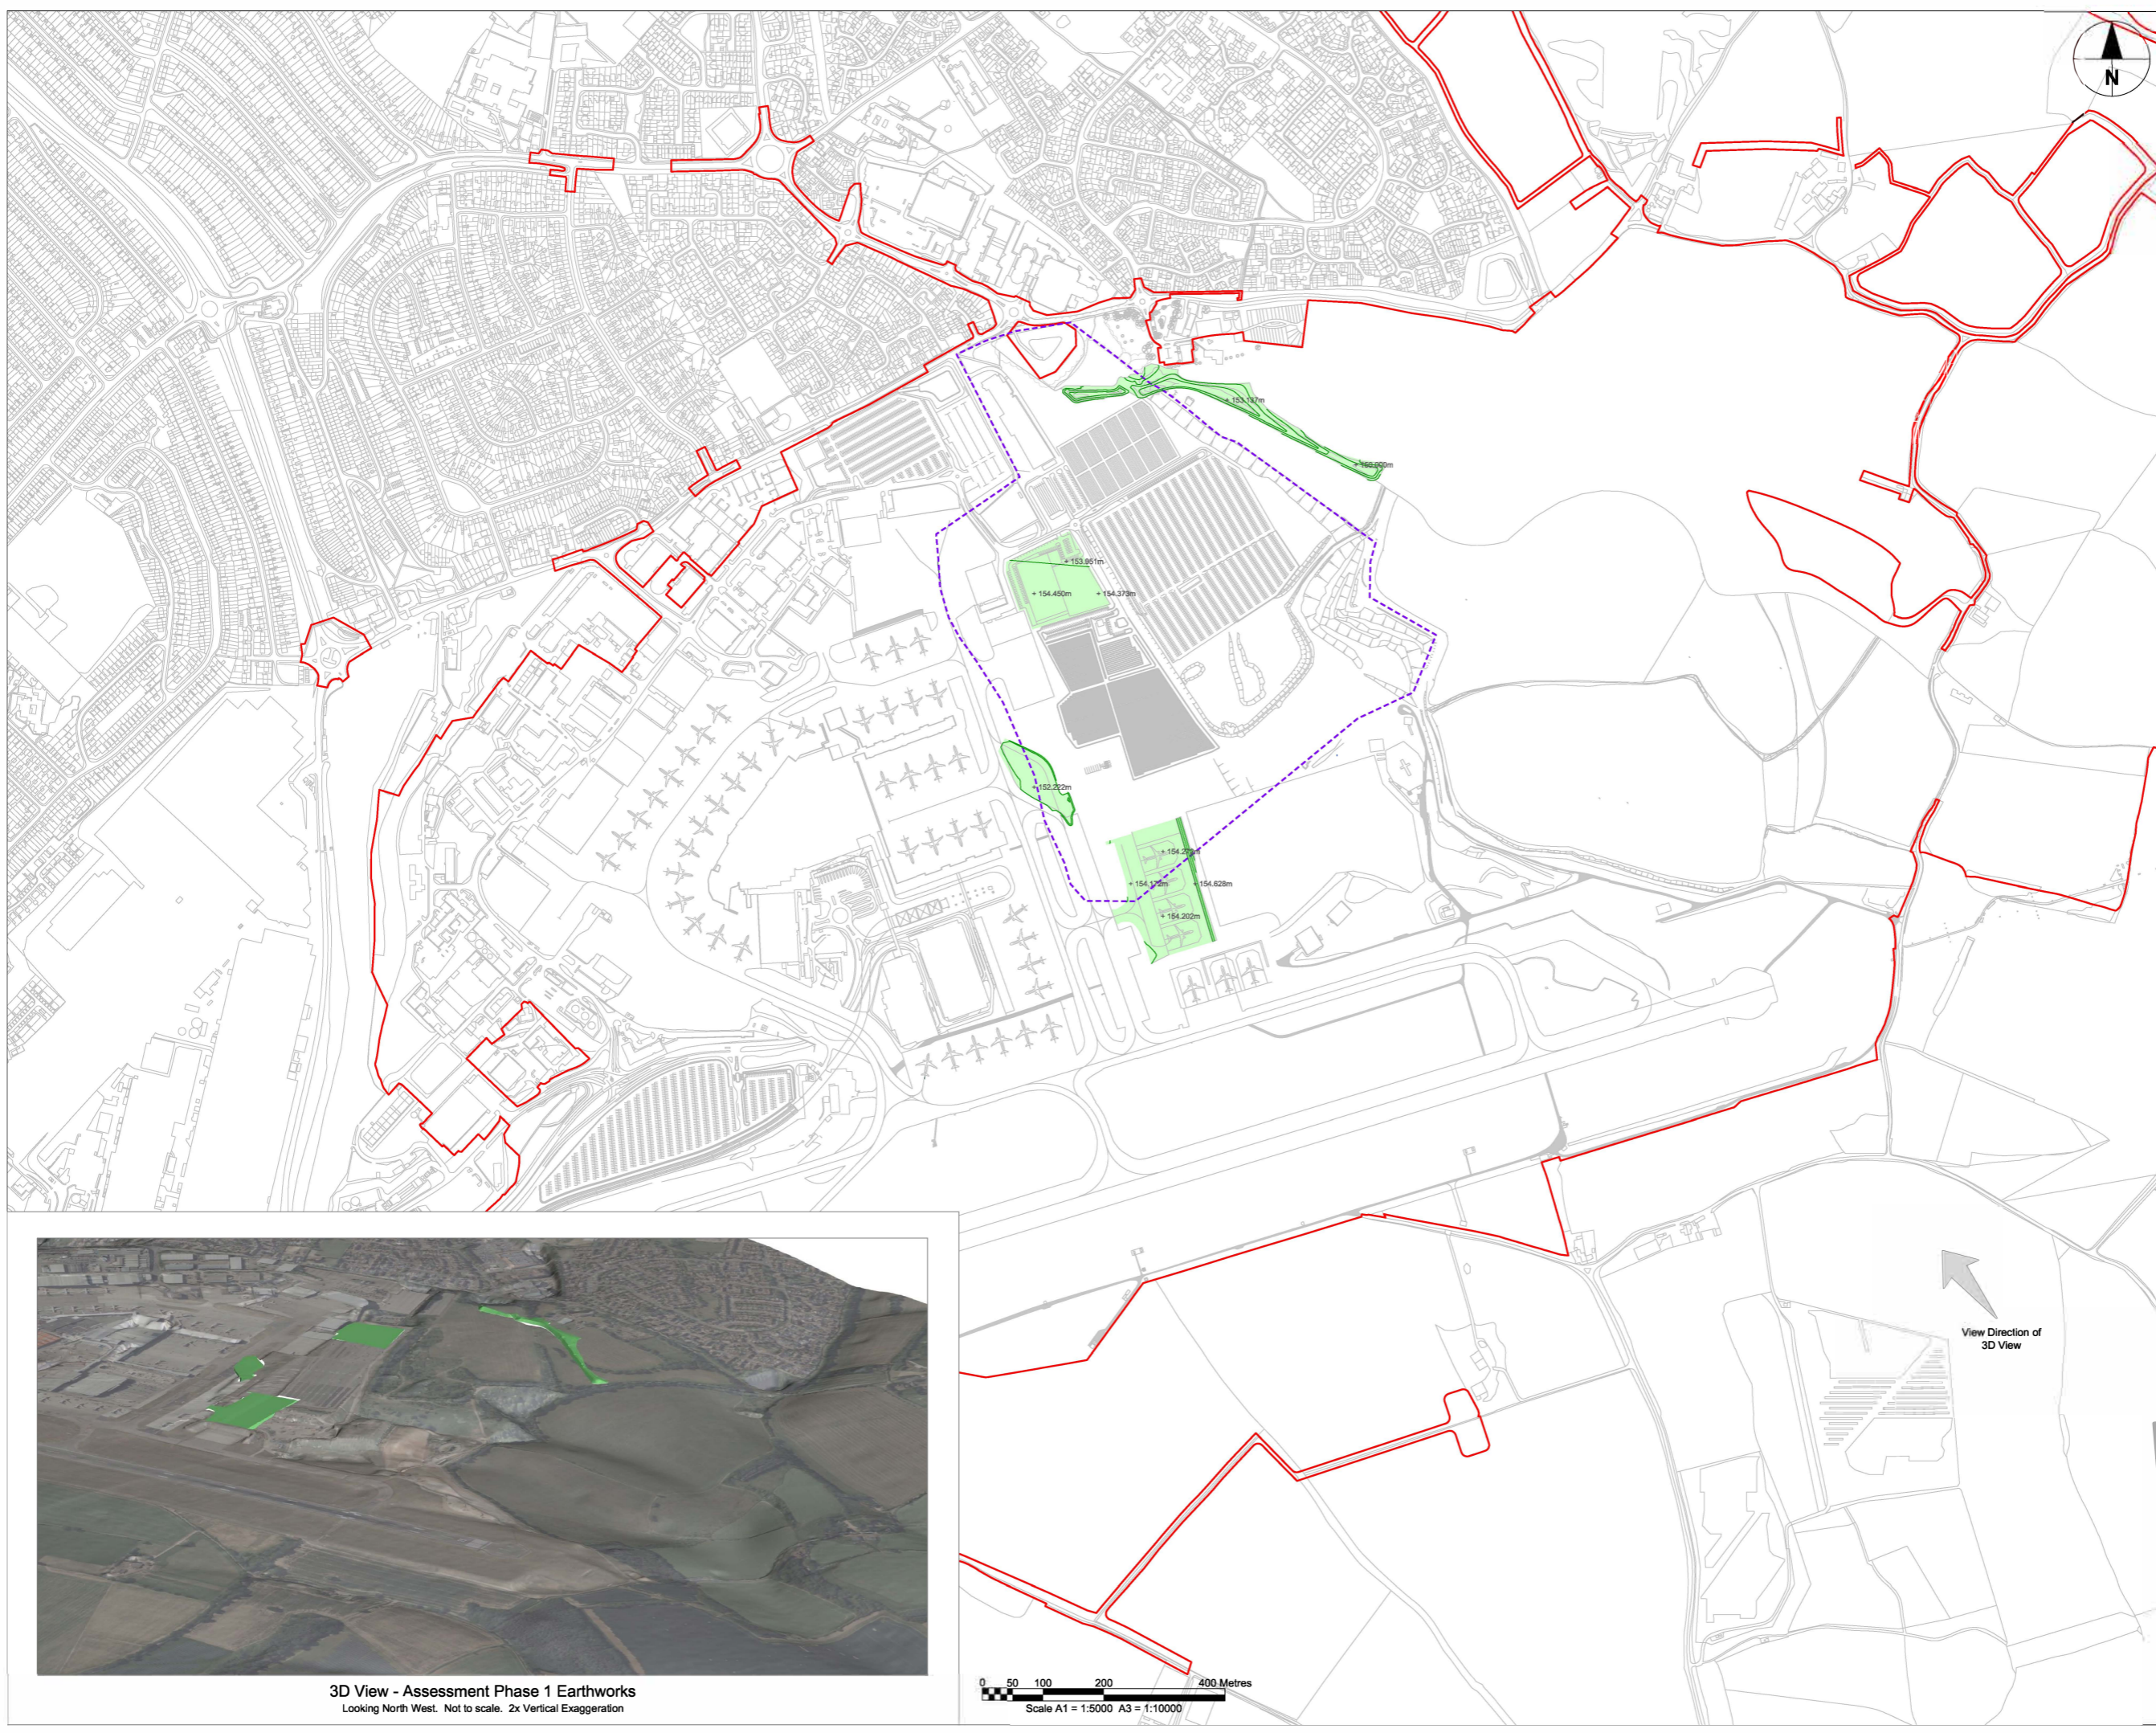 N
+ 153.137m
+ 153.951m
+ 154.450m
+ 154.373m
+ 152.222m
+ 154.628m
+ 154.202m
View Direction of
3D View
3D View - Assessment Phase 1 Earthworks
Looking North West. Not to scale. 2x Vertical Exaggeration
0 50 100 200 400 Metres
Scale A1 = 1:5000 A3 = 1:10000